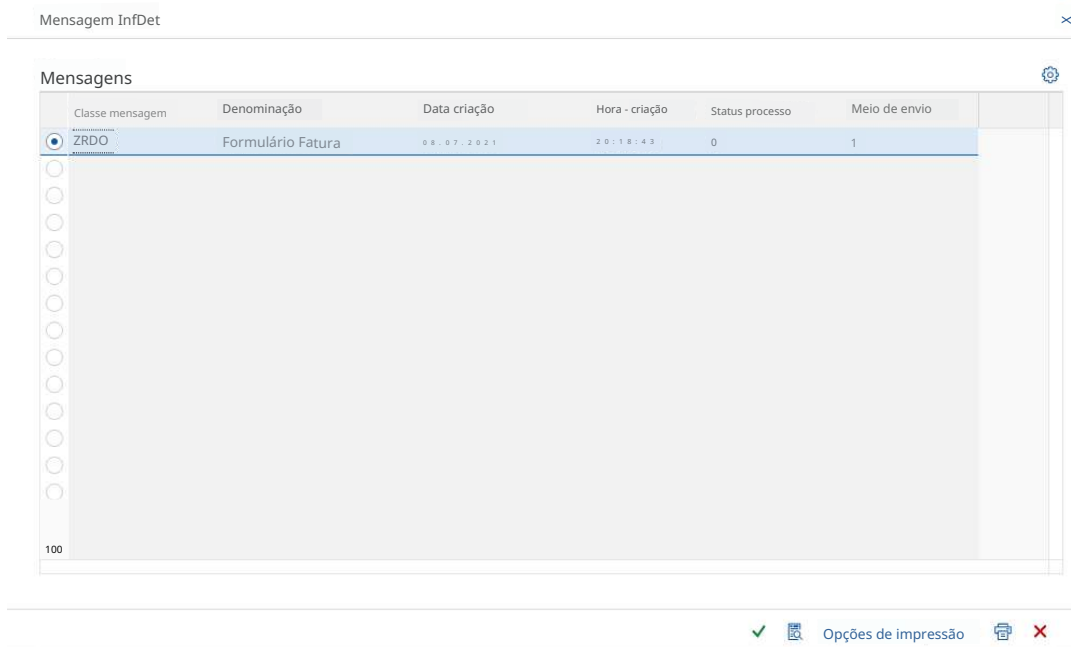 Mensagem InfDet
Mensagens
Classe mensagem Denominação Data criação Hora - criação Status processo Meio de envio
ZRDO Formulário Fatura 08.07.2021 20:18:43 0 1
100
Opções de impressão